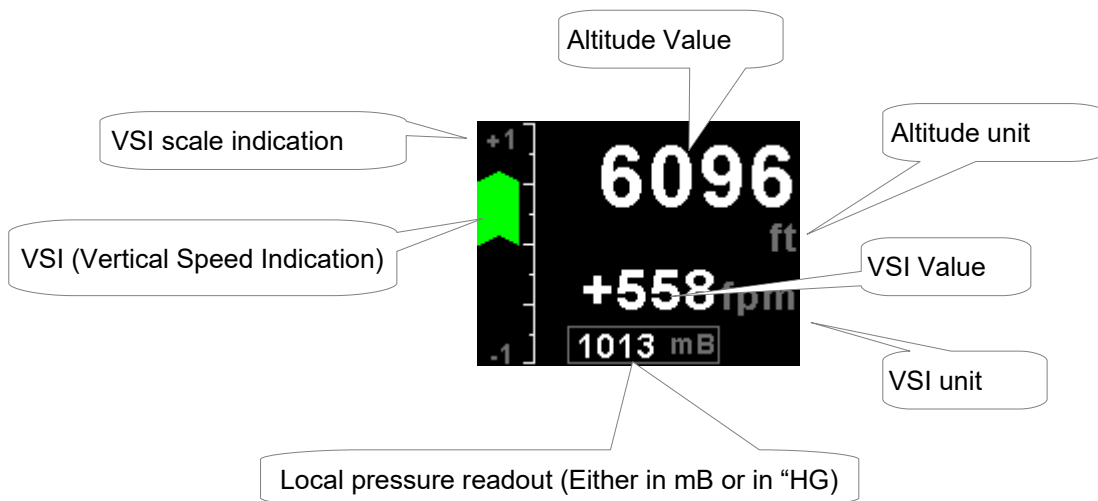 Altitude Value
VSI scale indication
Altitude unit
+1
6096
ft
VSI (Vertical Speed Indication)
VSI Value
+558fpm
-1
1013 mB
VSI unit
Local pressure readout (Either in mB or in “HG)